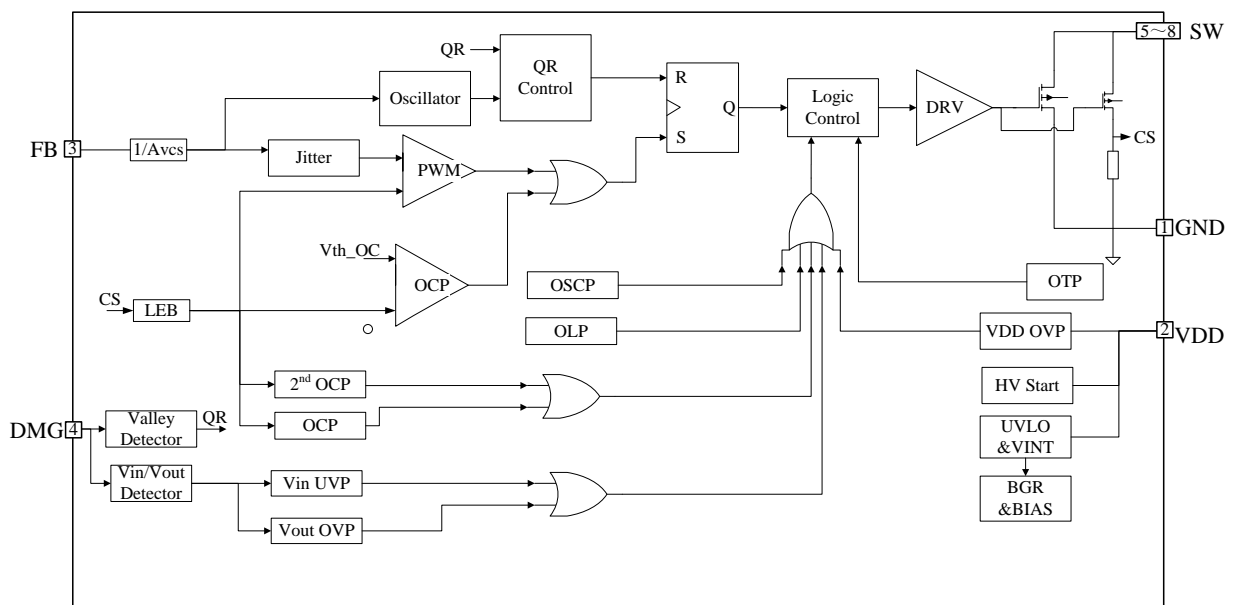 5～8 SW
QR
QR
Control
Oscillator
R
Q
S
Logic
Control
DRV
CS
FB 3
1/Avcs
Jitter
PWM
1 GND
Vth_OC
OCP
OSCP
OTP
CS
LEB
OLP
VDD OVP
2 VDD
2nd OCP
HV Start
OCP
DMG 4
Valley
Detector
QR
UVLO
&VINT
Vin/Vout
Detector
Vin UVP
BGR
&BIAS
Vout OVP